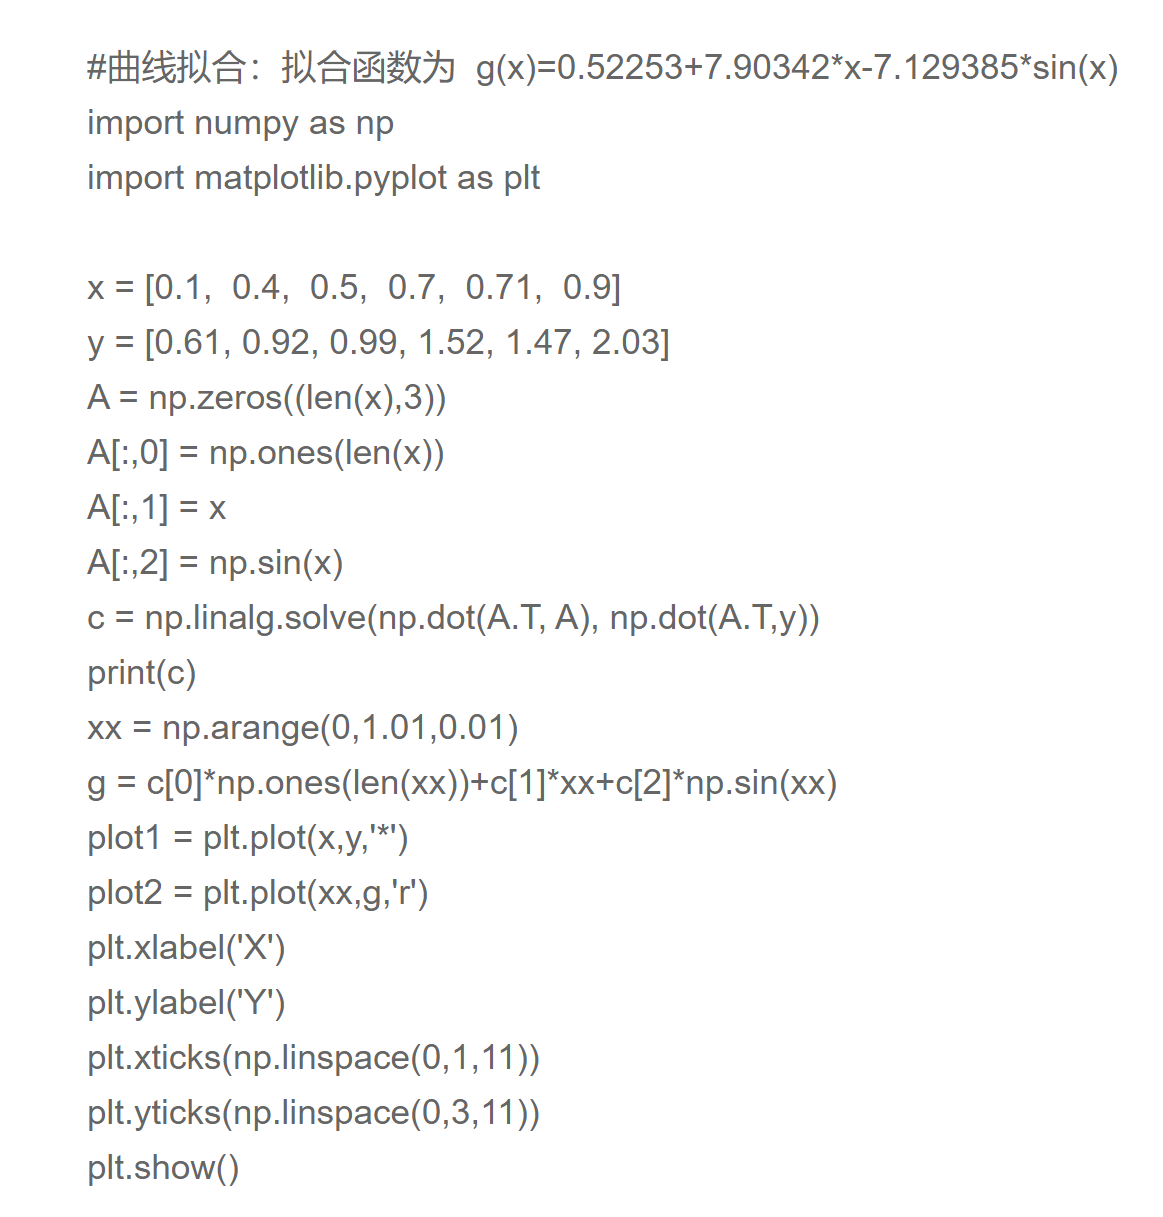 #曲线拟合：拟合函数为  g(x)=0.52253+7.90342*x-7.129385*sin(x)
import numpy as np
import matplotlib.pyplot as plt
x = [0.1,  0.4,  0.5,  0.7,  0.71,  0.9]
y = [0.61, 0.92, 0.99, 1.52, 1.47, 2.03]
A = np.zeros((len(x),3))
A[:,0] = np.ones(len(x))
A[:,1] = x
A[:,2] = np.sin(x)
c = np.linalg.solve(np.dot(A.T, A), np.dot(A.T,y))
print(c)
xx = np.arange(0,1.01,0.01)
g = c[0]*np.ones(len(xx))+c[1]*xx+c[2]*np.sin(xx)
plot1 = plt.plot(x,y,'*')
plot2 = plt.plot(xx,g,'r')
plt.xlabel('X')
plt.ylabel('Y')
plt.xticks(np.linspace(0,1,11))
plt.yticks(np.linspace(0,3,11))
plt.show()